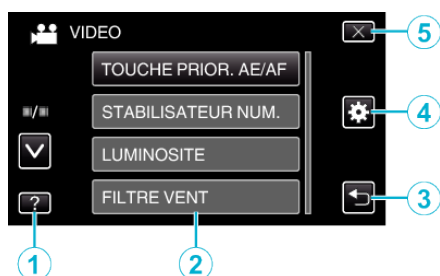 VIDEO
5
TOUCHE PRIOR. AE/AF
STABILISATEUR NUM.
4
LUMINOSITE
FILTRE VENT
?
3
1
2